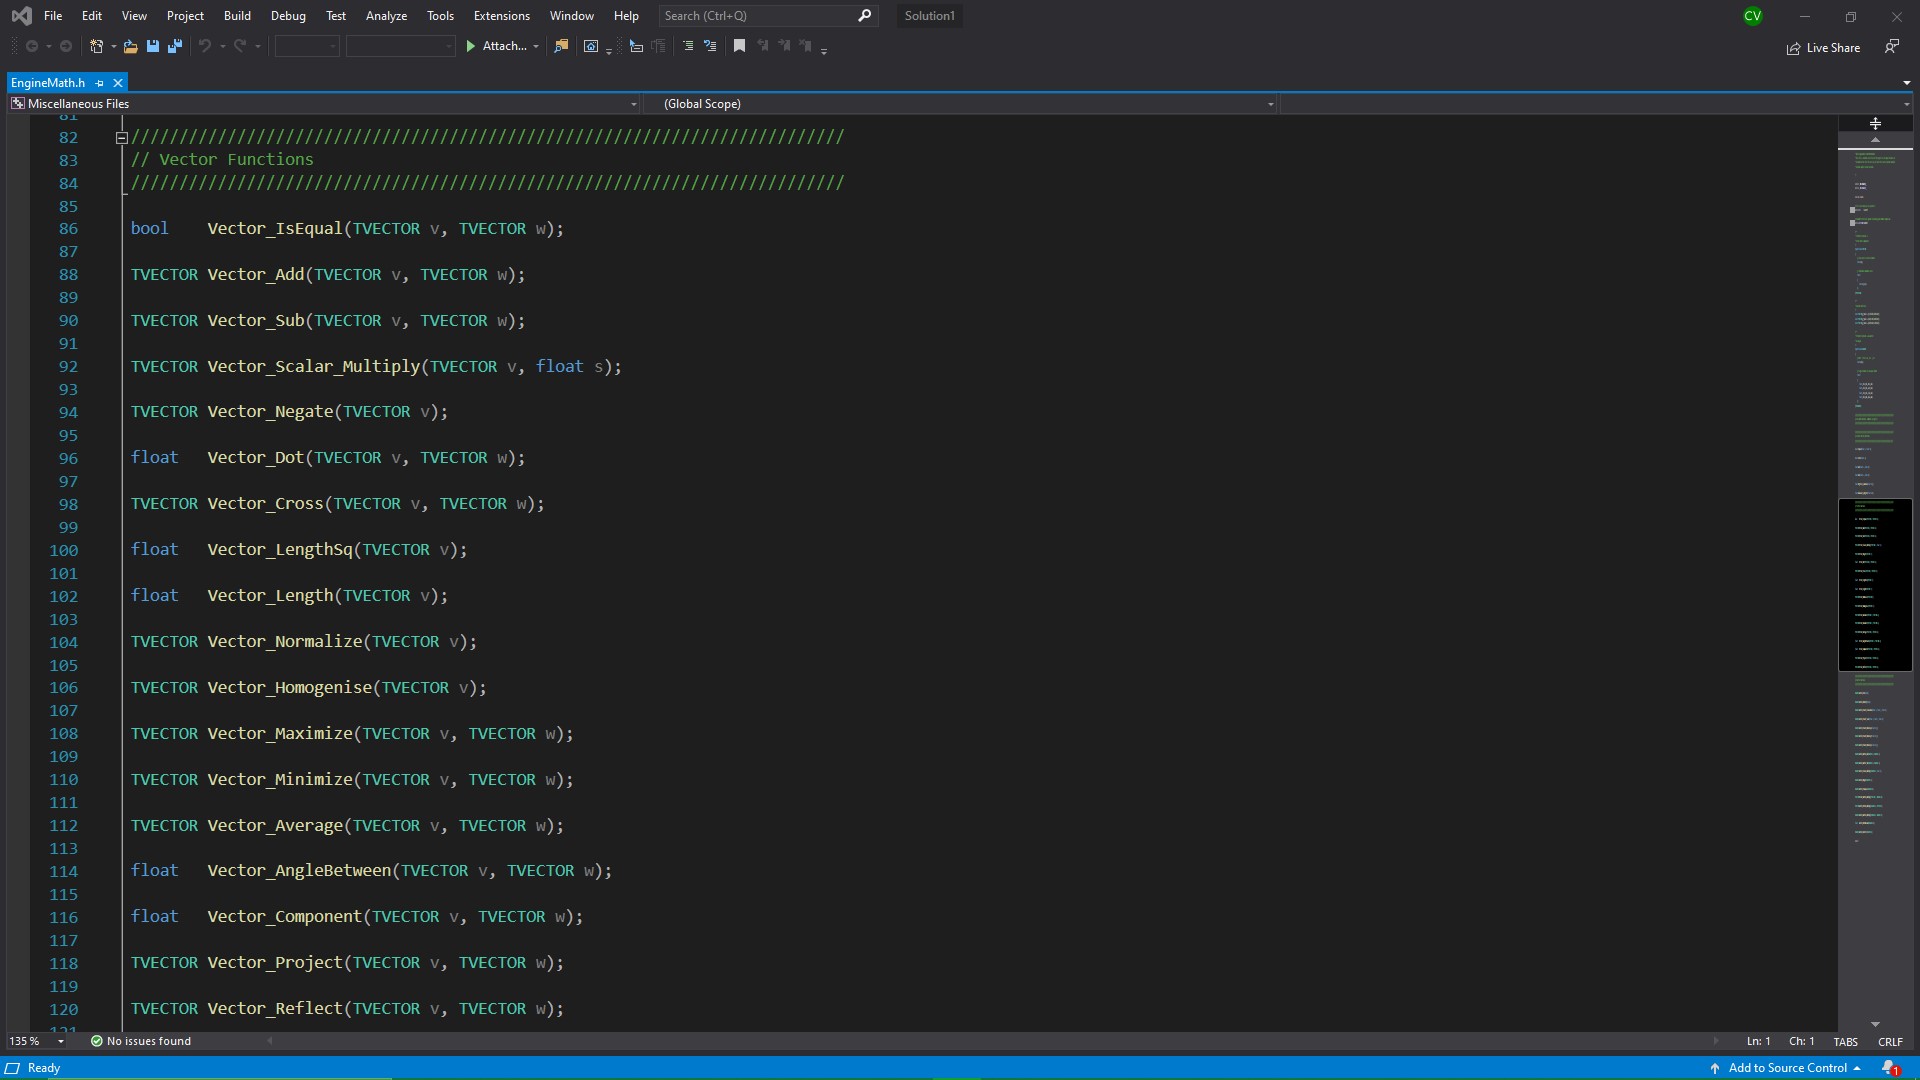 File Edit View Project Build Debug Test Analyze Tools Extensions Window Help Search (Ctrl+Q) Solution1 CV
Attach... Live Share
EngineMath.h
Miscellaneous Files (Global Scope)
81
82 //////////////////////////////////////////////////////////////////////////
83 // Vector Functions
84 //////////////////////////////////////////////////////////////////////////
85
86 bool Vector_IsEqual(TVECTOR v, TVECTOR w);
87
88 TVECTOR Vector_Add(TVECTOR v, TVECTOR w);
89
90 TVECTOR Vector_Sub(TVECTOR v, TVECTOR w);
91
92 TVECTOR Vector_Scalar_Multiply(TVECTOR v, float s);
93
94 TVECTOR Vector_Negate(TVECTOR v);
95
96 float Vector_Dot(TVECTOR v, TVECTOR w);
97
98 TVECTOR Vector_Cross(TVECTOR v, TVECTOR w);
99
100 float Vector_LengthSq(TVECTOR v);
101
102 float Vector_Length(TVECTOR v);
103
104 TVECTOR Vector_Normalize(TVECTOR v);
105
106 TVECTOR Vector_Homogenise(TVECTOR v);
107
108 TVECTOR Vector_Maximize(TVECTOR v, TVECTOR w);
109
110 TVECTOR Vector_Minimize(TVECTOR v, TVECTOR w);
111
112 TVECTOR Vector_Average(TVECTOR v, TVECTOR w);
113
114 float Vector_AngleBetween(TVECTOR v, TVECTOR w);
115
116 float Vector_Component(TVECTOR v, TVECTOR w);
117
118 TVECTOR Vector_Project(TVECTOR v, TVECTOR w);
119
120 TVECTOR Vector_Reflect(TVECTOR v, TVECTOR w);
121
135 % No issues found Ln: 1 Ch: 1 TABS CRLF
Ready Add to Source Control 1